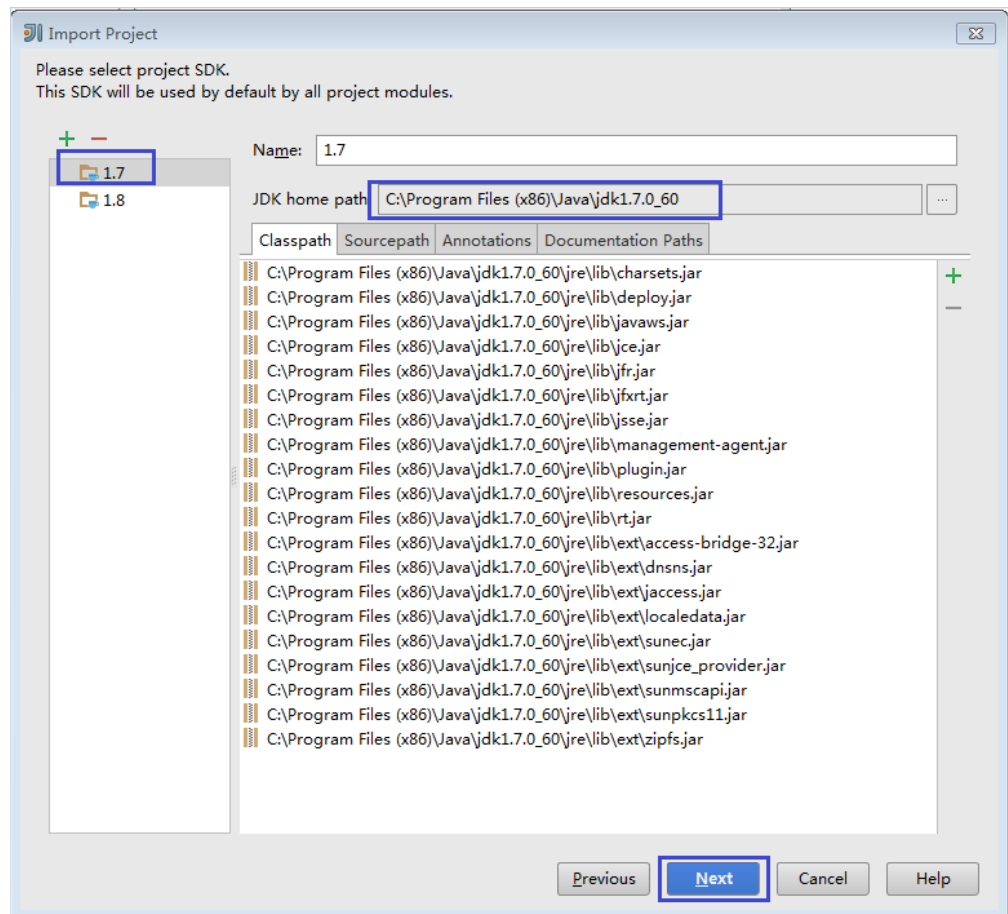 Import Project
Please select project SDK.
This SDK will be used by default by all project modules.
1.7
1.8
Name: 1.7
JDK home path C:\Program Files (x86)\Java\jdk1.7.0_60 ...
Classpath Sourcepath Annotations Documentation Paths
C:\Program Files (x86)\Java\jdk1.7.0_60\jre\lib\charsets.jar
C:\Program Files (x86)\Java\jdk1.7.0_60\jre\lib\deploy.jar
C:\Program Files (x86)\Java\jdk1.7.0_60\jre\lib\javaws.jar
C:\Program Files (x86)\Java\jdk1.7.0_60\jre\lib\jce.jar
C:\Program Files (x86)\Java\jdk1.7.0_60\jre\lib\jfr.jar
C:\Program Files (x86)\Java\jdk1.7.0_60\jre\lib\jfxrt.jar
C:\Program Files (x86)\Java\jdk1.7.0_60\jre\lib\jsse.jar
C:\Program Files (x86)\Java\jdk1.7.0_60\jre\lib\management-agent.jar
C:\Program Files (x86)\Java\jdk1.7.0_60\jre\lib\plugin.jar
C:\Program Files (x86)\Java\jdk1.7.0_60\jre\lib\resources.jar
C:\Program Files (x86)\Java\jdk1.7.0_60\jre\lib\rt.jar
C:\Program Files (x86)\Java\jdk1.7.0_60\jre\lib\ext\access-bridge-32.jar
C:\Program Files (x86)\Java\jdk1.7.0_60\jre\lib\ext\dnsns.jar
C:\Program Files (x86)\Java\jdk1.7.0_60\jre\lib\ext\jaccess.jar
C:\Program Files (x86)\Java\jdk1.7.0_60\jre\lib\ext\localedata.jar
C:\Program Files (x86)\Java\jdk1.7.0_60\jre\lib\ext\sunec.jar
C:\Program Files (x86)\Java\jdk1.7.0_60\jre\lib\ext\sunjce_provider.jar
C:\Program Files (x86)\Java\jdk1.7.0_60\jre\lib\ext\sunmscapi.jar
C:\Program Files (x86)\Java\jdk1.7.0_60\jre\lib\ext\sunpkcs11.jar
C:\Program Files (x86)\Java\jdk1.7.0_60\jre\lib\ext\zipfs.jar
Previous Next Cancel Help